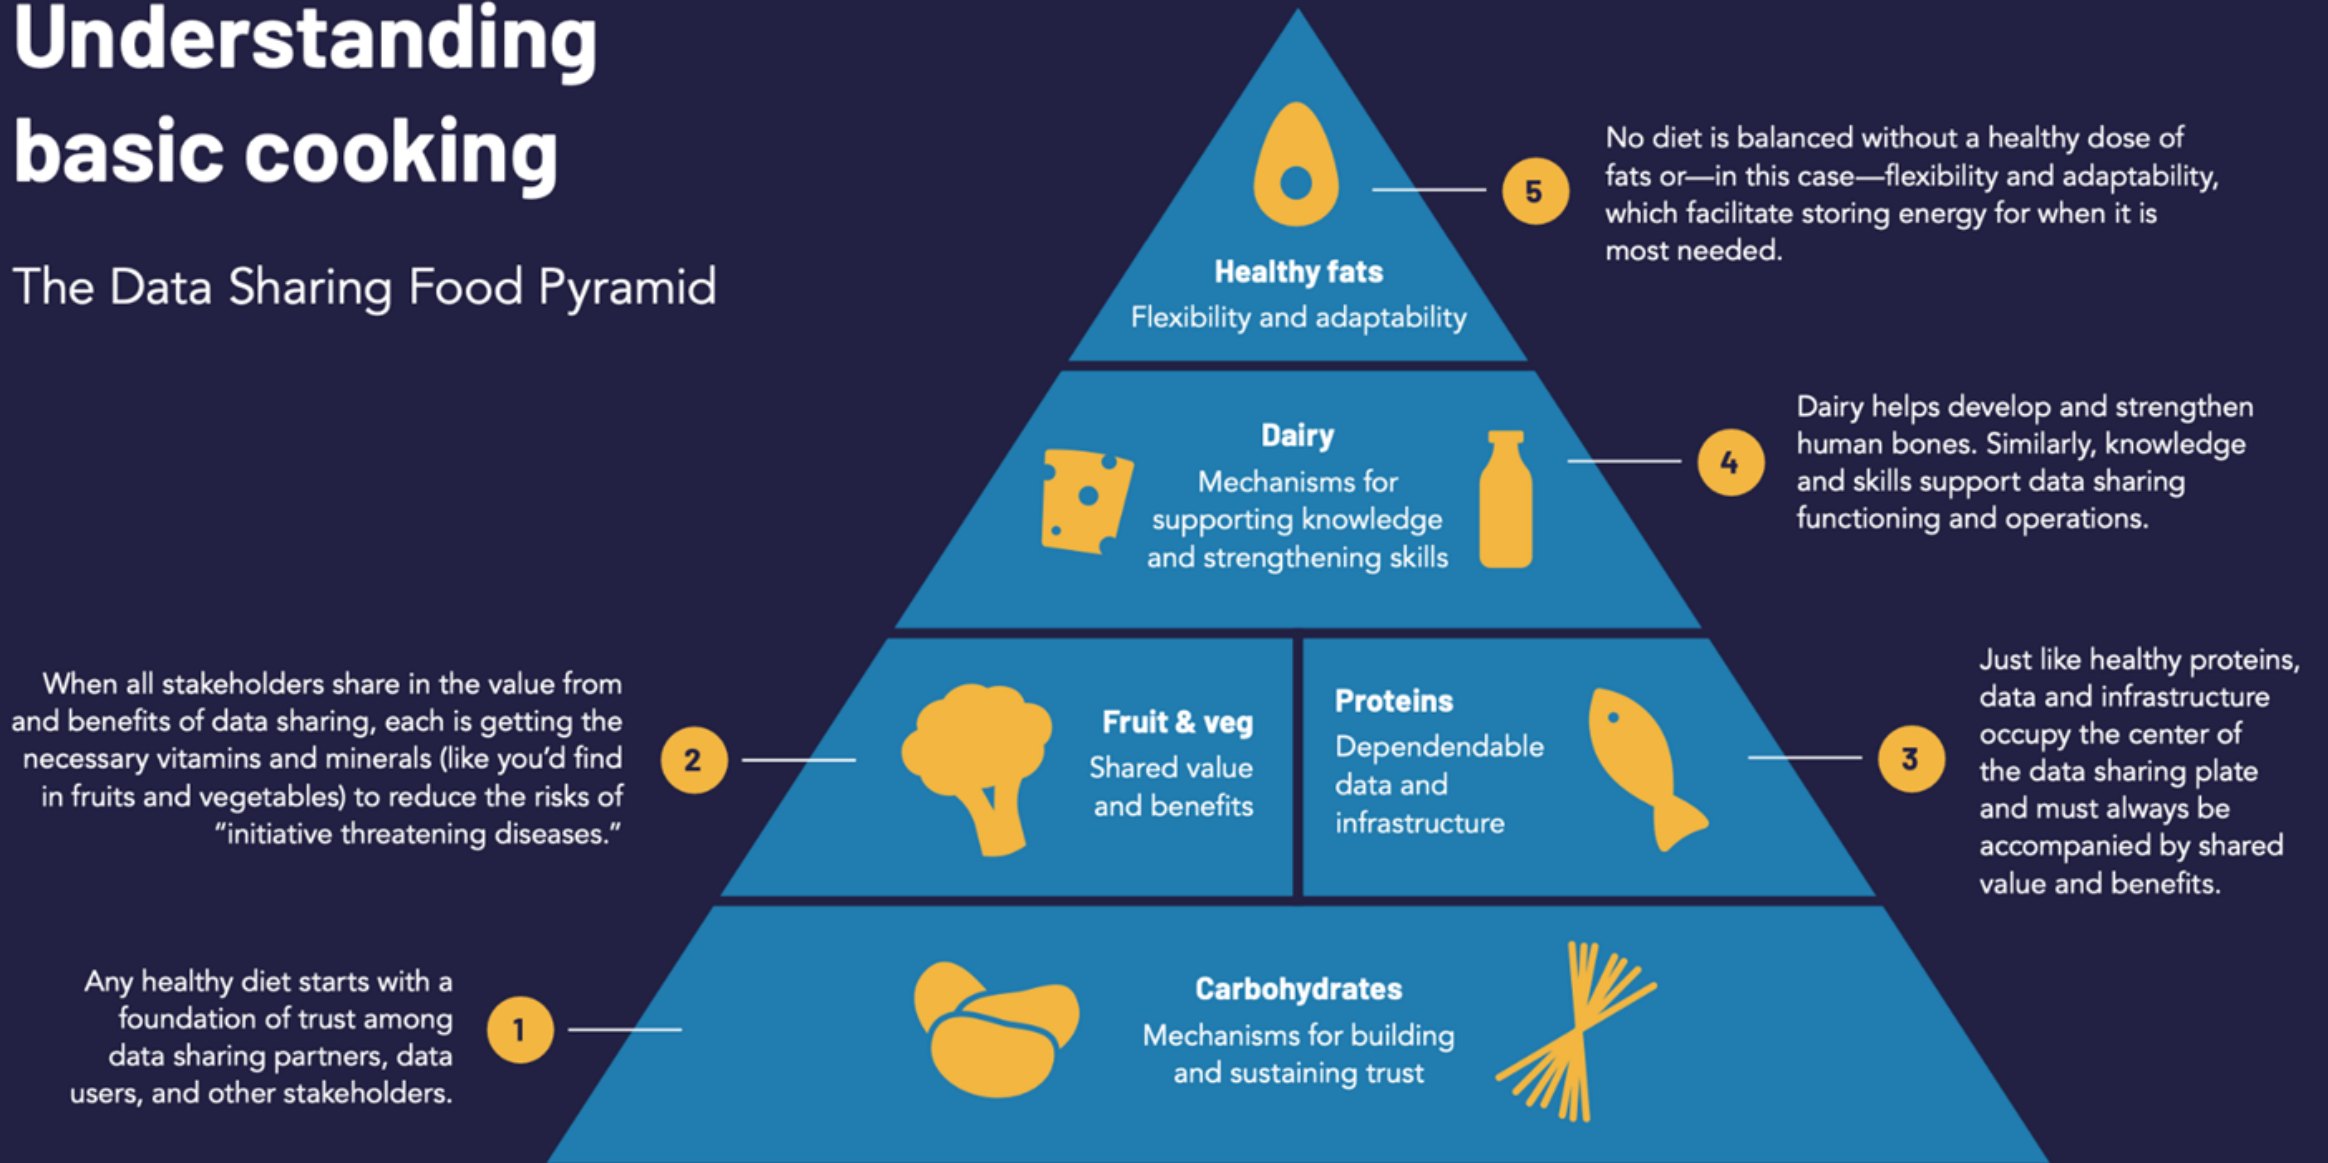 Understanding
basic cooking
The Data Sharing Food Pyramid
Healthy fats
Flexibility and adaptability
5
No diet is balanced without a healthy dose of
fats or—in this case—flexibility and adaptability,
which facilitate storing energy for when it is
most needed.
Dairy
Mechanisms for
supporting knowledge
and strengthening skills
4
Dairy helps develop and strengthen
human bones. Similarly, knowledge
and skills support data sharing
functioning and operations.
When all stakeholders share in the value from
and benefits of data sharing, each is getting the
necessary vitamins and minerals (like you’d find
in fruits and vegetables) to reduce the risks of
“initiative threatening diseases.”
2
Fruit & veg
Shared value
and benefits
Proteins
Dependendable
data and
infrastructure
3
Just like healthy proteins,
data and infrastructure
occupy the center of
the data sharing plate
and must always be
accompanied by shared
value and benefits.
Any healthy diet starts with a
foundation of trust among
data sharing partners, data
users, and other stakeholders.
1
Carbohydrates
Mechanisms for building
and sustaining trust